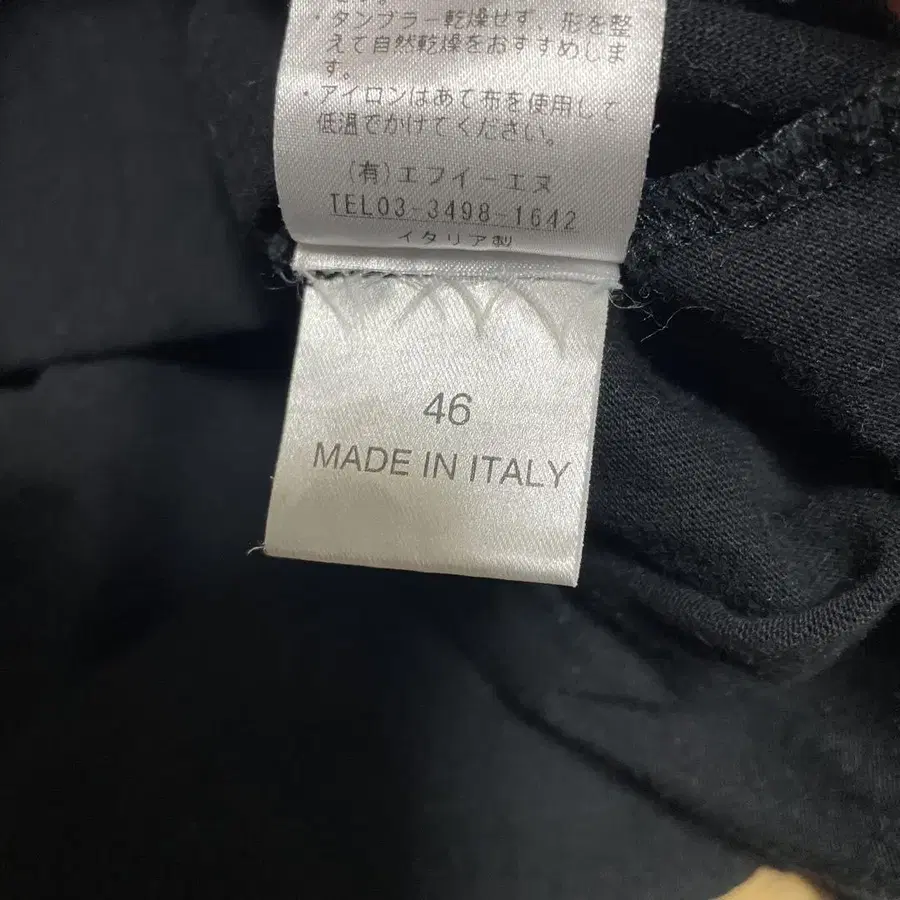 ・タンブラー乾燥せず、形を整
えて自然乾燥をおすすめしま
す。
・アイロンはあて布を使用して
低温でかけてください。
(有)エフイーエヌ
TEL03-3498-1642
イタリア製
46
MADE IN ITALY